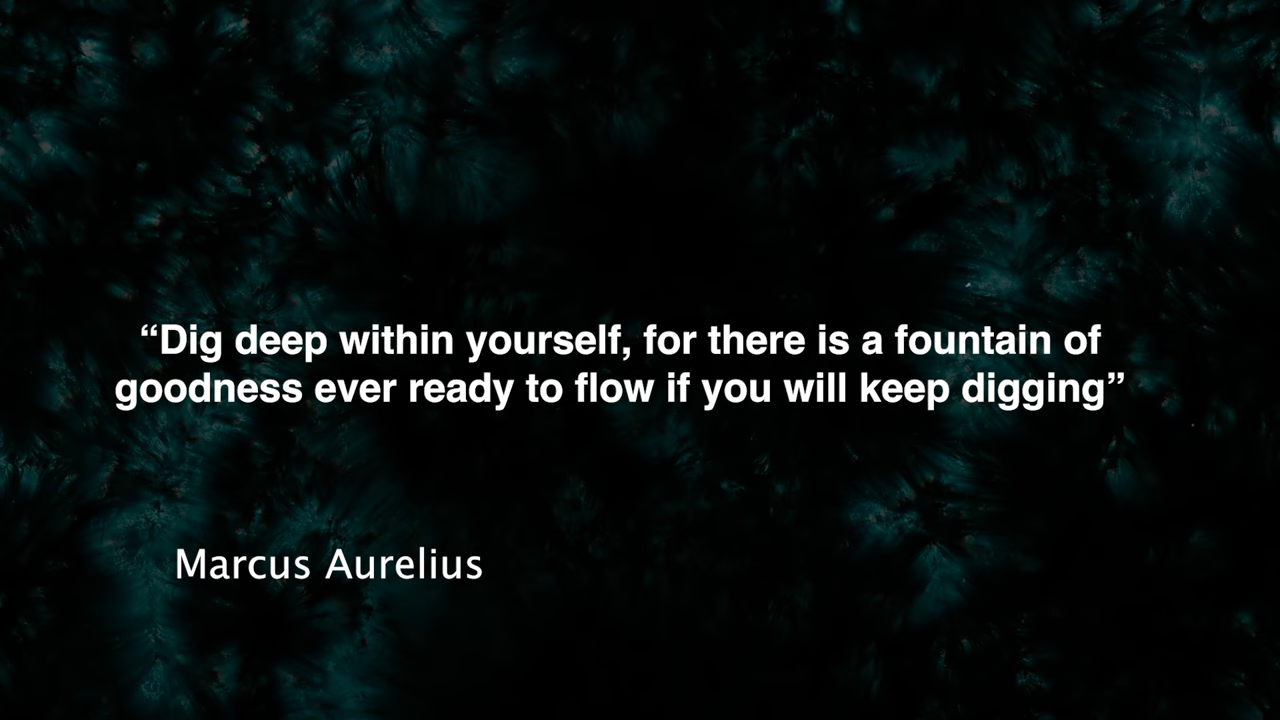 “Dig deep within yourself, for there is a fountain of
goodness ever ready to flow if you will keep digging”
Marcus Aurelius